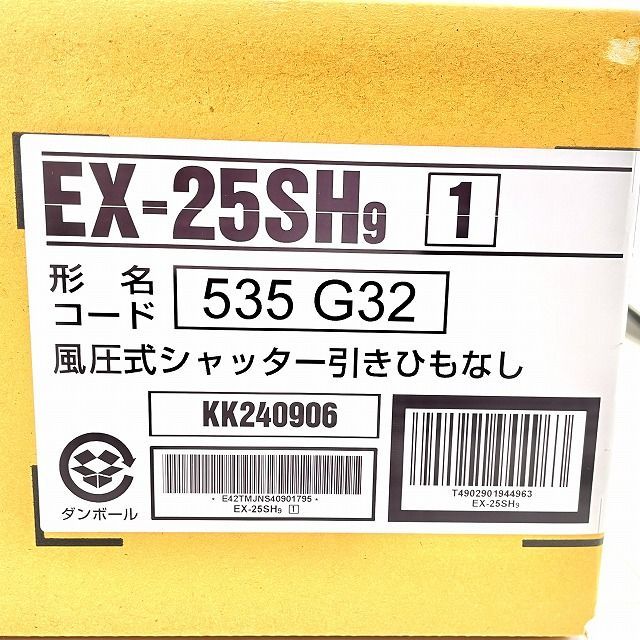 EX-25SH9 1
形名
コード 535 G32
風圧式シャッター引きひもなし
KK240906
ダンボール
* E42TMJNS40901795 *
EX-25SH9 1
T4902901944963
EX-25SH9